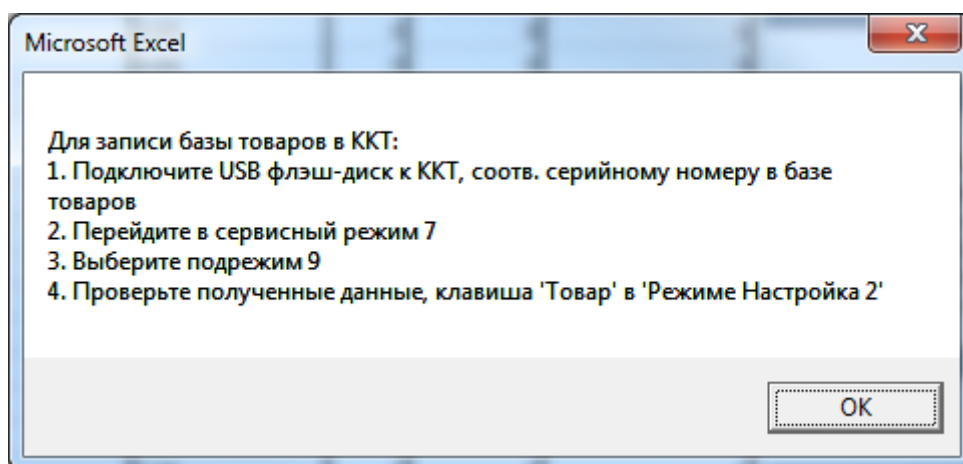 Microsoft Excel
Для записи базы товаров в ККТ:
1. Подключите USB флэш-диск к ККТ, соотв. серийному номеру в базе
товаров
2. Перейдите в сервисный режим 7
3. Выберите подрежим 9
4. Проверьте полученные данные, клавиша 'Товар' в 'Режиме Настройка 2'
OK